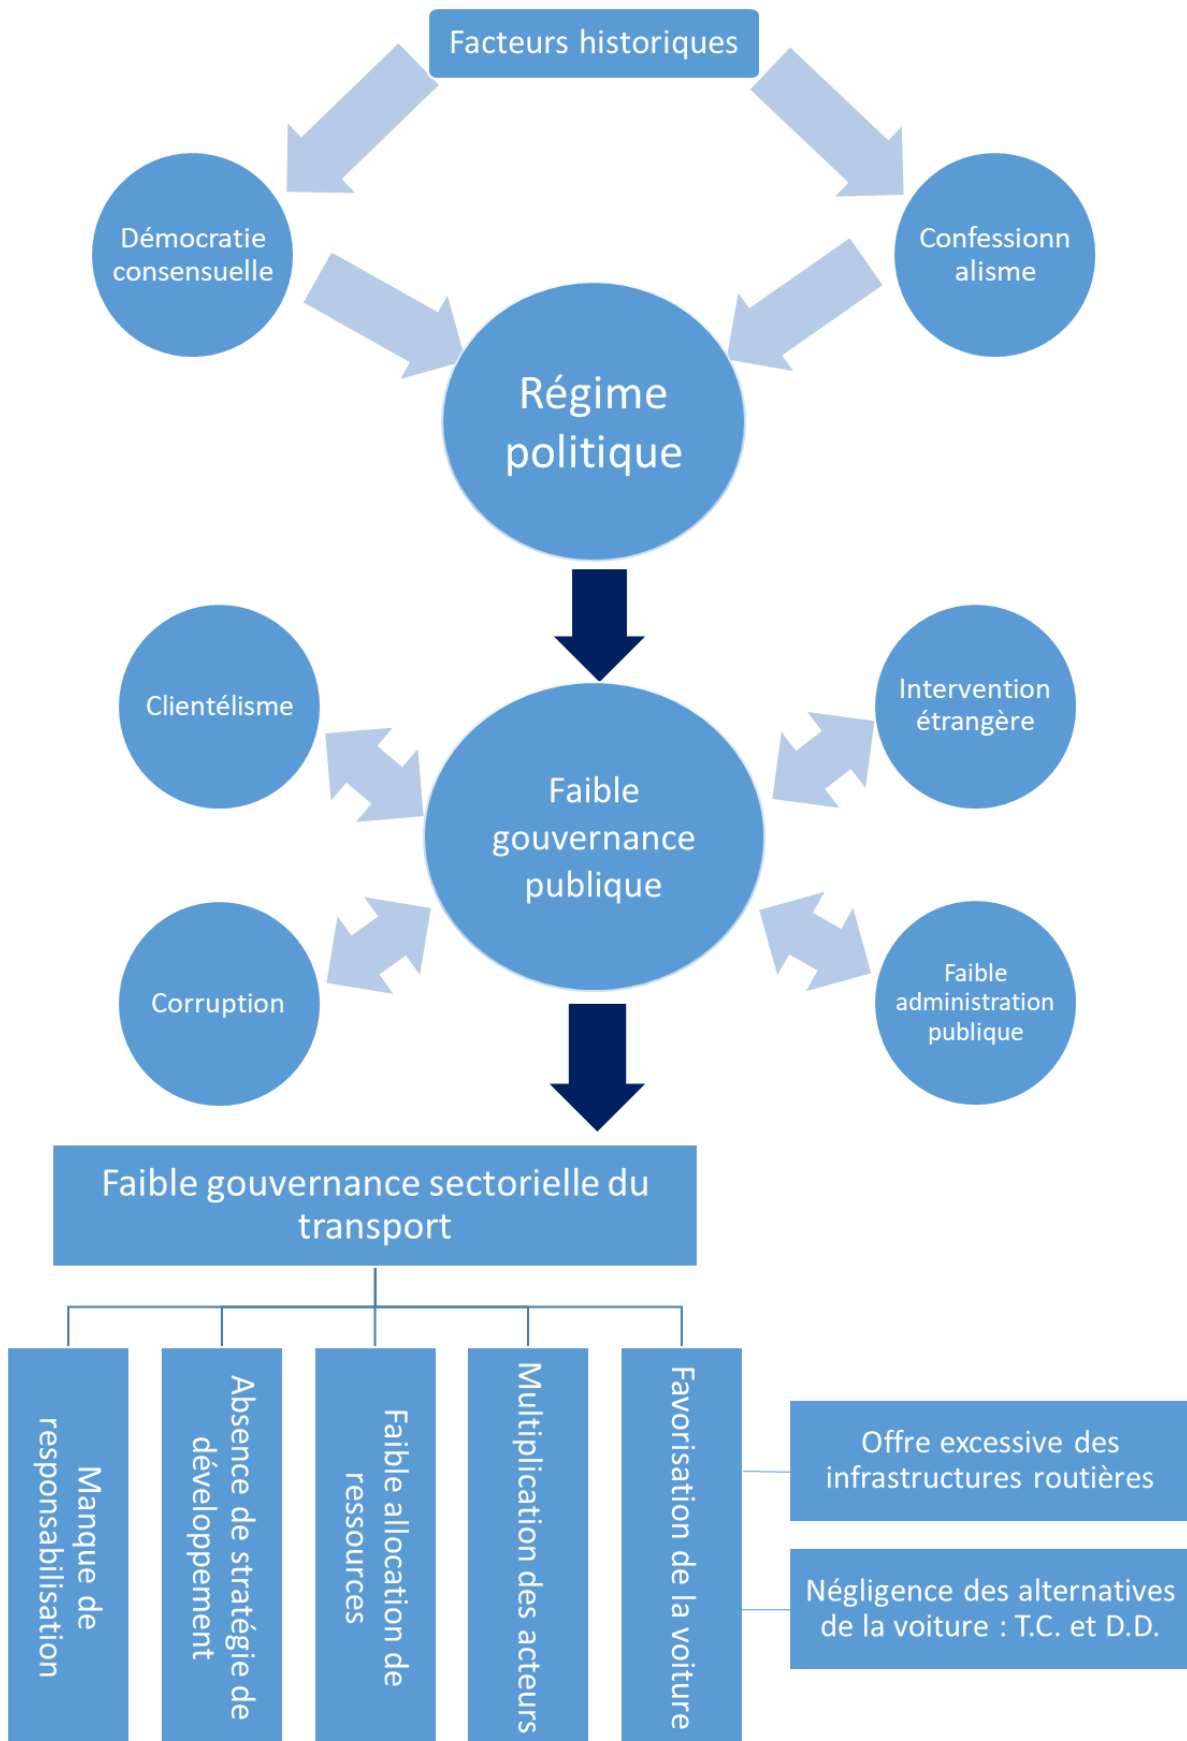 Facteurs historiques
Démocratie
consensuelle
Confessionn
alisme
Régime
politique
Clientélisme
Intervention
étrangère
Faible
gouvernance
publique
Corruption
Faible
administration
publique
Faible gouvernance sectorielle du
transport
Manque de
responsabilisation
Absence de stratégie de
développement
Faible allocation de
ressources
Multiplication des acteurs
Favorisation de la voiture
Offre excessive des
infrastructures routières
Négligence des alternatives
de la voiture : T.C. et D.D.